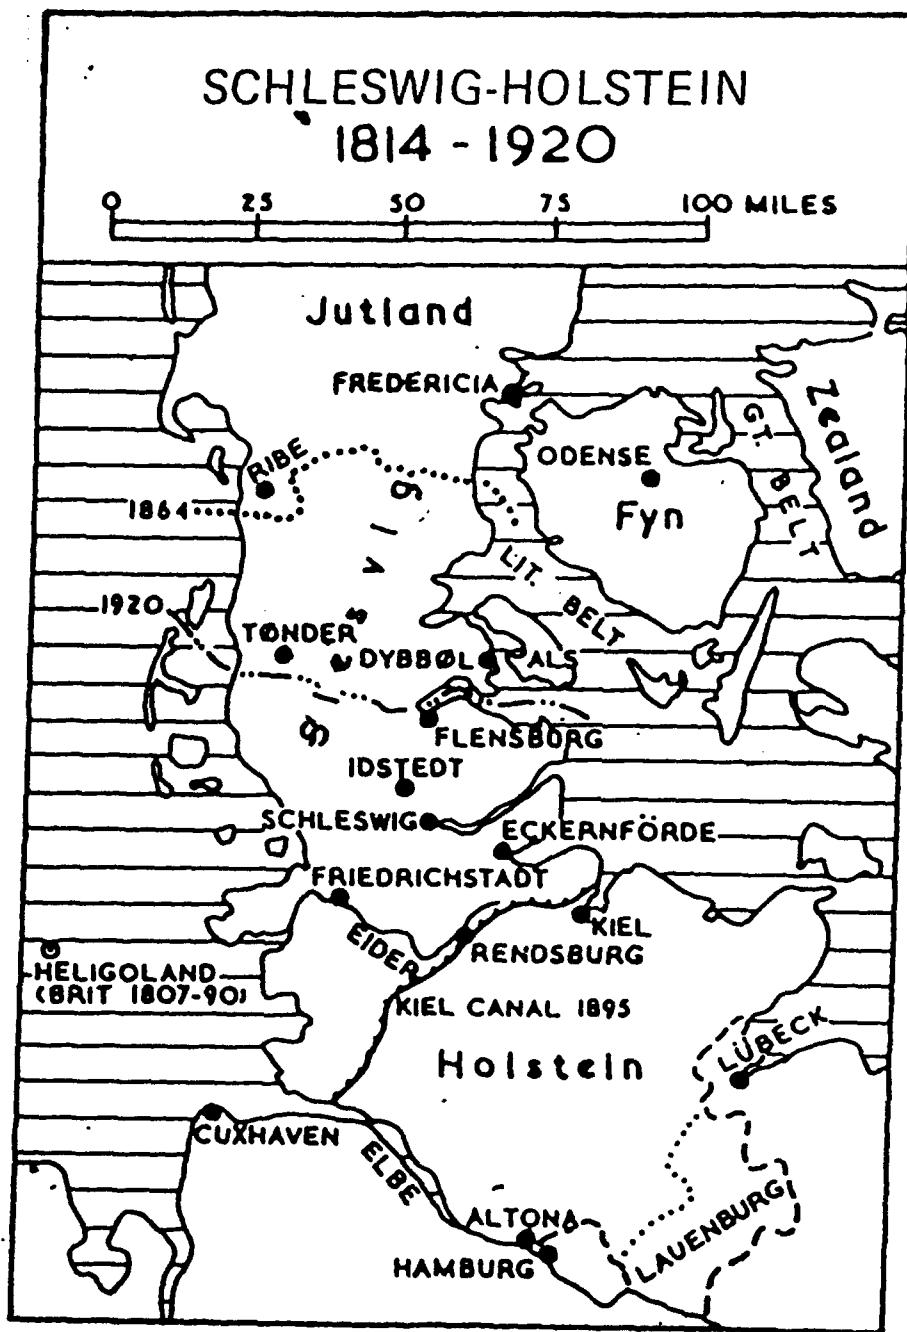 SCHLESWIG-HOLSTEIN
1814 - 1920
0 25 50 75 100 MILES
Jutland
FREDERICIA
Zealand
GT. BELT
RIBE
ODENSE
1864
Fyn
Slesvig
LIT. BELT
1920
TØNDER
DYBBØL
ALS
FLENSBURG
IDSTEDT
SCHLESWIG
ECKERNFÖRDE
FRIEDRICHSTADT
KIEL
EIDER
RENDSBURG
HELIGOLAND
(BRIT 1807-90)
KIEL CANAL 1895
LÜBECK
Holstein
CUXHAVEN
ELBE
ALTONA
LAUENBURG
HAMBURG